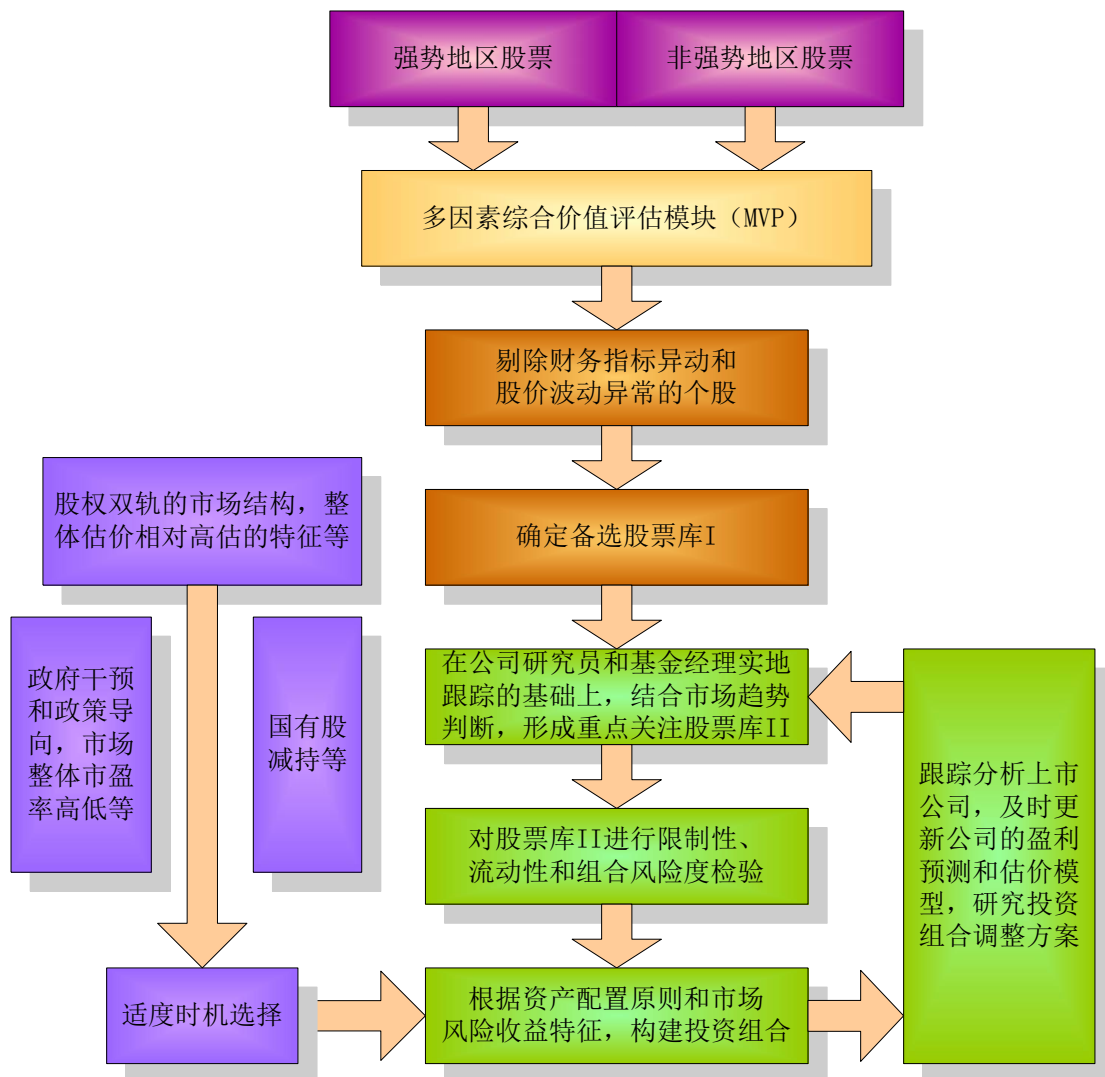 强势地区股票
非强势地区股票
多因素综合价值评估模块（MVP）
剔除财务指标异动和
股价波动异常的个股
股权双轨的市场结构，整
体估价相对高估的特征等
确定备选股票库I
政府干预
和政策导
向，市场
整体市盈
率高低等
国有股
减持等
在公司研究员和基金经理实地
跟踪的基础上，结合市场趋势
判断，形成重点关注股票库II
跟踪分析上市
公司，及时更
新公司的盈利
预测和估价模
型，研究投资
组合调整方案
对股票库II进行限制性、
流动性和组合风险度检验
适度时机选择
根据资产配置原则和市场
风险收益特征，构建投资组合